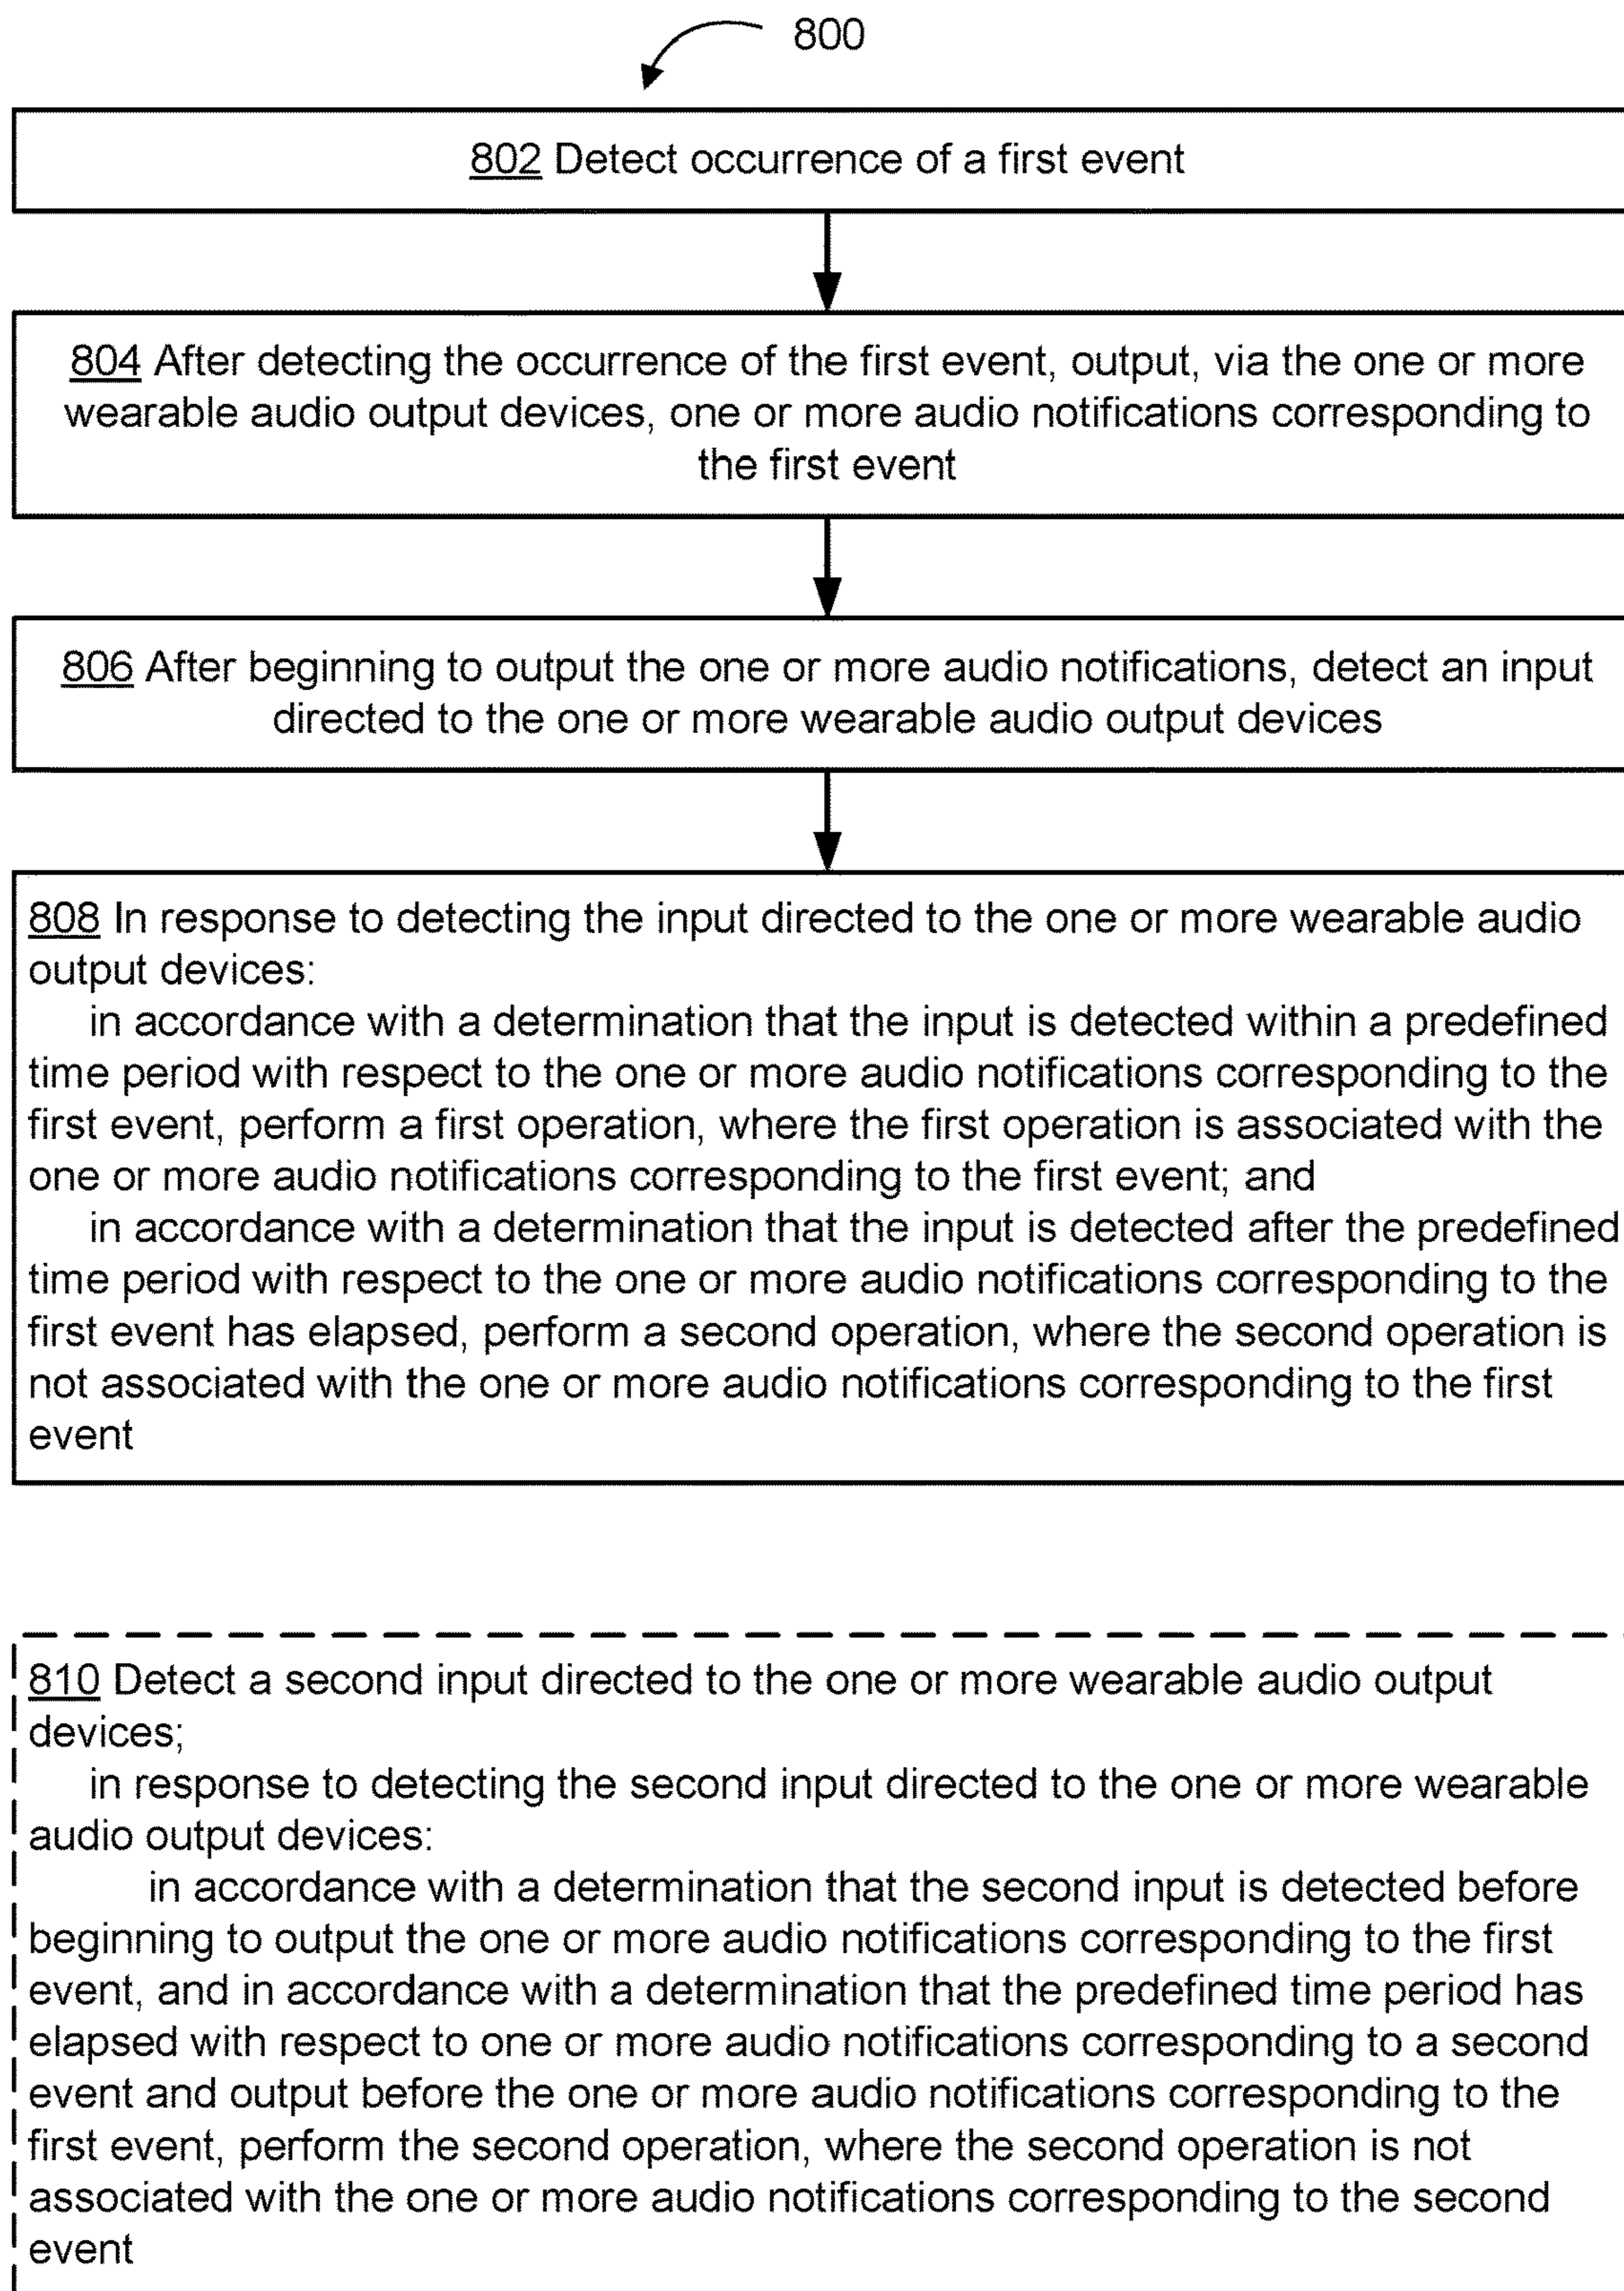 800
802 Detect occurrence of a first event
804 After detecting the occurrence of the first event, output, via the one or more
wearable audio output devices, one or more audio notifications corresponding to
the first event
806 After beginning to output the one or more audio notifications, detect an input
directed to the one or more wearable audio output devices
808 In response to detecting the input directed to the one or more wearable audio
output devices:
in accordance with a determination that the input is detected within a predefined
time period with respect to the one or more audio notifications corresponding to the
first event, perform a first operation, where the first operation is associated with the
one or more audio notifications corresponding to the first event; and
in accordance with a determination that the input is detected after the predefined
time period with respect to the one or more audio notifications corresponding to the
first event has elapsed, perform a second operation, where the second operation is
not associated with the one or more audio notifications corresponding to the first
event
810 Detect a second input directed to the one or more wearable audio output
devices;
in response to detecting the second input directed to the one or more wearable
audio output devices:
in accordance with a determination that the second input is detected before
beginning to output the one or more audio notifications corresponding to the first
event, and in accordance with a determination that the predefined time period has
elapsed with respect to one or more audio notifications corresponding to a second
event and output before the one or more audio notifications corresponding to the
first event, perform the second operation, where the second operation is not
associated with the one or more audio notifications corresponding to the second
event